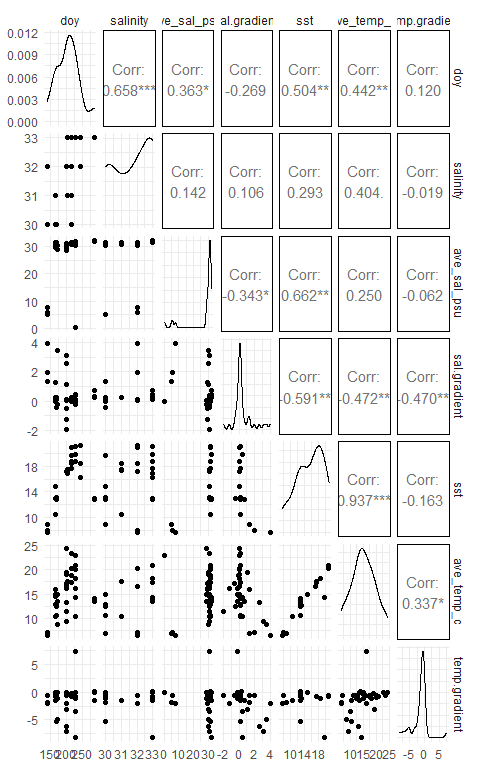 doy salinity ve_sal_ps al.gradien sst ve_temp_ mp.gradie
0.012
0.009
0.006
0.003
0.000
Corr:
0.658***
Corr:
0.363*
Corr:
-0.269
Corr:
0.504**
Corr:
0.442**
Corr:
0.120
doy
33
32
31
30
Corr:
0.142
Corr:
0.106
Corr:
0.293
Corr:
0.404.
Corr:
-0.019
salinity
30
20
10
0
Corr:
-0.343*
Corr:
0.662**
Corr:
0.250
Corr:
-0.062
ave_sal_psu
4
2
0
-2
Corr:
-0.591**
Corr:
-0.472**
Corr:
-0.470**
sal.gradient
18
14
10
Corr:
0.937***
Corr:
-0.163
sst
25
20
15
10
Corr:
0.337*
ave_temp_c
5
0
-5
temp.gradient
150200250 30 31 32 33 0 10 20 30 -2 0 2 4 101418 10152025 -5 0 5